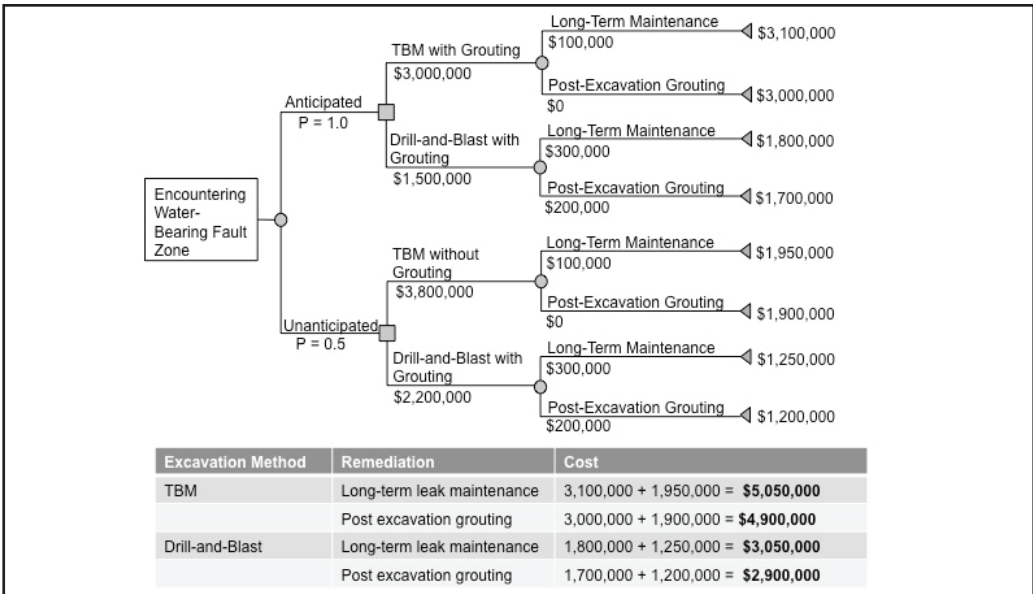 Long-Term Maintenance
$100,000
$3,100,000
TBM with Grouting
$3,000,000
Post-Excavation Grouting
$0
$3,000,000
Anticipated
P = 1.0
Long-Term Maintenance
$300,000
$1,800,000
Drill-and-Blast with
Grouting
$1,500,000
Post-Excavation Grouting
$200,000
$1,700,000
Encountering
Water-
Bearing Fault
Zone
Long-Term Maintenance
$100,000
$1,950,000
TBM without
Grouting
$3,800,000
Post-Excavation Grouting
$0
$1,900,000
Unanticipated
P = 0.5
Long-Term Maintenance
$300,000
$1,250,000
Drill-and-Blast with
Grouting
$2,200,000
Post-Excavation Grouting
$200,000
$1,200,000
Excavation Method Remediation Cost
TBM Long-term leak maintenance 3,100,000 + 1,950,000 = $5,050,000
Post excavation grouting 3,000,000 + 1,900,000 = $4,900,000
Drill-and-Blast Long-term leak maintenance 1,800,000 + 1,250,000 = $3,050,000
Post excavation grouting 1,700,000 + 1,200,000 = $2,900,000